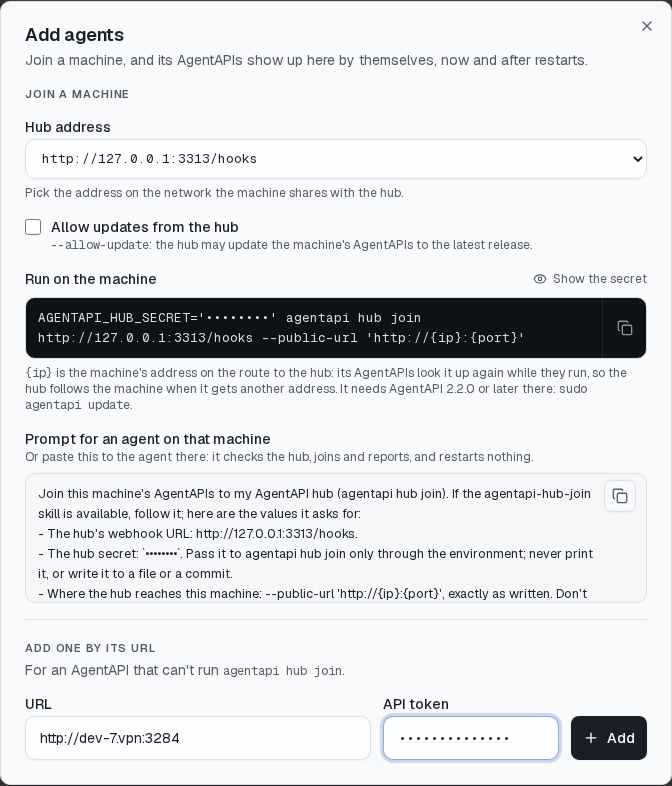 Add agents
Join a machine, and its AgentAPIs show up here by themselves, now and after restarts.
JOIN A MACHINE
Hub address
http://127.0.0.1:3313/hooks
Pick the address on the network the machine shares with the hub.
Allow updates from the hub
--allow-update: the hub may update the machine's AgentAPIs to the latest release.
Run on the machine
Show the secret
AGENTAPI_HUB_SECRET='••••••••' agentapi hub join
http://127.0.0.1:3313/hooks --public-url 'http://{ip}:{port}'
{ip} is the machine's address on the route to the hub: its AgentAPIs look it up again while they run, so the
hub follows the machine when it gets another address. It needs AgentAPI 2.2.0 or later there: sudo
agentapi update.
Prompt for an agent on that machine
Or paste this to the agent there: it checks the hub, joins and reports, and restarts nothing.
Join this machine's AgentAPIs to my AgentAPI hub (agentapi hub join). If the agentapi-hub-join
skill is available, follow it; here are the values it asks for:
- The hub's webhook URL: http://127.0.0.1:3313/hooks.
- The hub secret: `••••••••`. Pass it to agentapi hub join only through the environment; never print
it, or write it to a file or a commit.
- Where the hub reaches this machine: --public-url 'http://{ip}:{port}', exactly as written. Don't
ADD ONE BY ITS URL
For an AgentAPI that can't run agentapi hub join.
URL
API token
http://dev-7.vpn:3284
••••••••••••••
Add